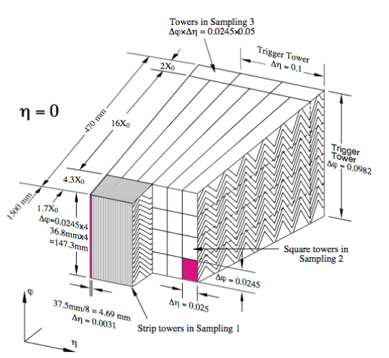 Towers in Sampling 3
Δφ×Δη = 0.0245x0.05
Trigger Tower
Δη = 0.1
2X₀
η = 0
470 mm
16X₀
Trigger
Tower
Δφ = 0.0982
4.3X₀
1500 mm
1.7X₀
Δφ=0.0245x4
36.8mmx4
=147.3mm
Square towers in
Sampling 2
Δφ = 0.0245
Δη = 0.025
37.5mm/8 = 4.69 mm
Δη = 0.0031
Strip towers in Sampling 1
φ
η